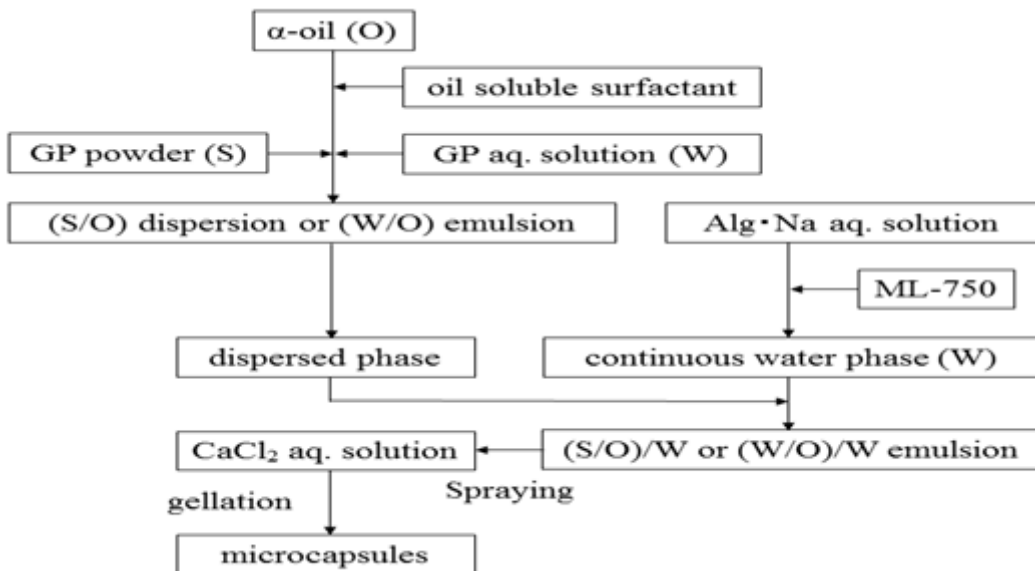 α-oil (O)
oil soluble surfactant
GP powder (S)
GP aq. solution (W)
(S/O) dispersion or (W/O) emulsion
Alg・Na aq. solution
ML-750
dispersed phase
continuous water phase (W)
CaCl₂ aq. solution
(S/O)/W or (W/O)/W emulsion
Spraying
gellation
microcapsules